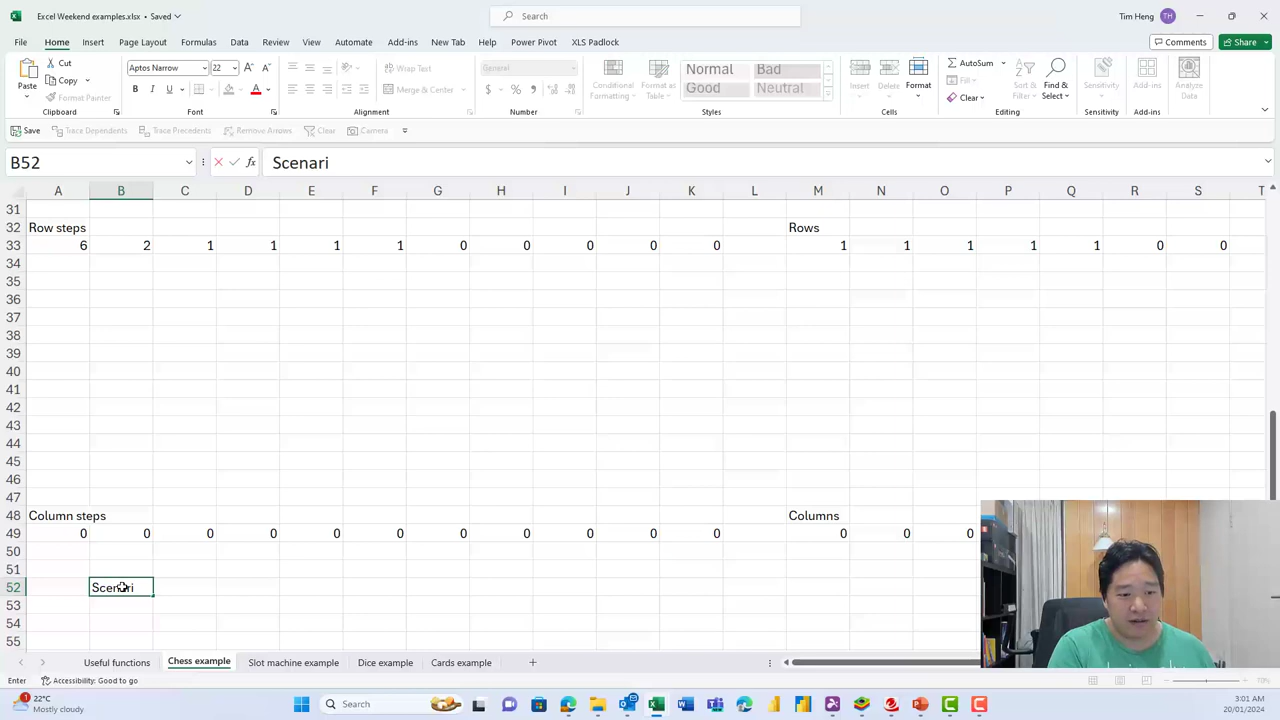 Excel Weekend examples.xlsx • Saved
Search
Tim Heng TH
File Home Insert Page Layout Formulas Data Review View Automate Add-ins New Tab Help Power Pivot XLS Padlock
Comments Share
Paste
Cut
Copy
Format Painter
Clipboard
Aptos Narrow 22
B I U
Font
Wrap Text
Merge & Center
Alignment
General
Number
Conditional Formatting
Format as Table
Normal Bad
Good Neutral
Styles
Insert Delete Format
Cells
AutoSum
Fill
Clear
Sort & Filter
Find & Select
Editing
Sensitivity
Sensitivity
Add-ins
Add-ins
Analyze Data
Save Trace Dependents Trace Precedents Remove Arrows Clear Camera
B52 fx Scenari
A B C D E F G H I J K L M N O P Q R S T
31
32 Row steps Rows
33 6 2 1 1 1 1 0 0 0 0 0 1 1 1 1 1 0 0
34
35
36
37
38
39
40
41
42
43
44
45
46
47
48 Column steps Columns
49 0 0 0 0 0 0 0 0 0 0 0 0 0 0
50
51
52 Scenari
53
54
55
Useful functions Chess example Slot machine example Dice example Cards example
Enter Accessibility: Good to go
1
22°C
Mostly cloudy
Search
3:01 AM
20/01/2024